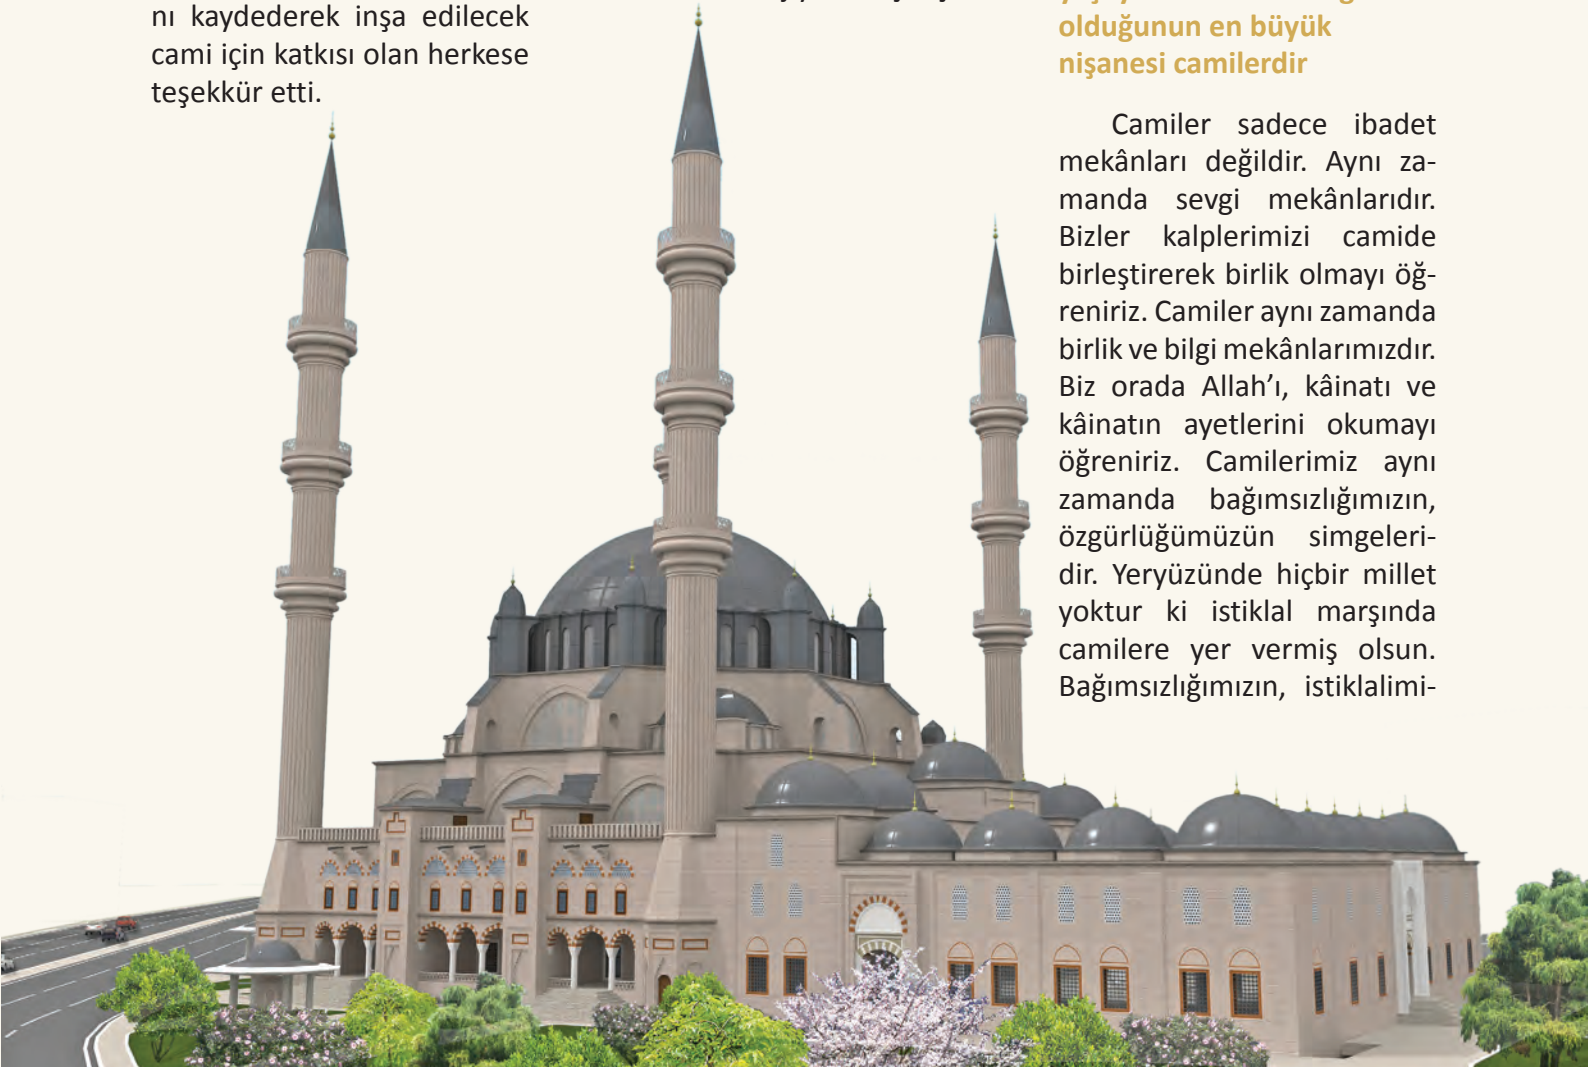 nı kaydederek inşa edilecek
cami için katkısı olan herkese
teşekkür etti.
olduğunun en büyük
nişanesi camilerdir
Camiler sadece ibadet
mekânları değildir. Aynı za-
manda sevgi mekânlarıdır.
Bizler kalplerimizi camide
birleştirerek birlik olmayı öğ-
reniriz. Camiler aynı zamanda
birlik ve bilgi mekânlarımızdır.
Biz orada Allah’ı, kâinatı ve
kâinatın ayetlerini okumayı
öğreniriz. Camilerimiz aynı
zamanda bağımsızlığımızın,
özgürlüğümüzün simgeleri-
dir. Yeryüzünde hiçbir millet
yoktur ki istiklal marşında
camilere yer vermiş olsun.
Bağımsızlığımızın, istiklalimi-